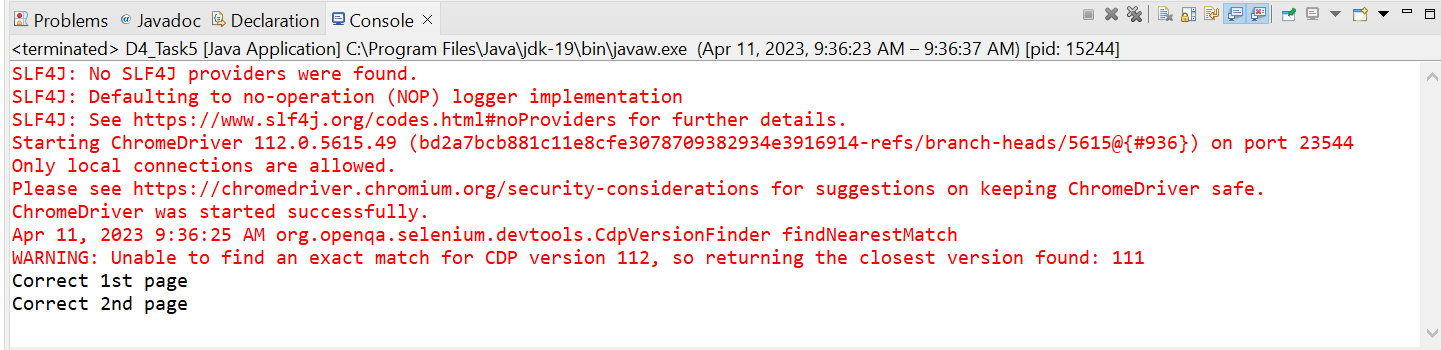 Problems @ Javadoc Declaration Console ×
<terminated> D4_Task5 [Java Application] C:\Program Files\Java\jdk-19\bin\javaw.exe (Apr 11, 2023, 9:36:23 AM – 9:36:37 AM) [pid: 15244]
SLF4J: No SLF4J providers were found.
SLF4J: Defaulting to no-operation (NOP) logger implementation
SLF4J: See https://www.slf4j.org/codes.html#noProviders for further details.
Starting ChromeDriver 112.0.5615.49 (bd2a7bcb881c11e8cfe3078709382934e3916914-refs/branch-heads/5615@{#936}) on port 23544
Only local connections are allowed.
Please see https://chromedriver.chromium.org/security-considerations for suggestions on keeping ChromeDriver safe.
ChromeDriver was started successfully.
Apr 11, 2023 9:36:25 AM org.openqa.selenium.devtools.CdpVersionFinder findNearestMatch
WARNING: Unable to find an exact match for CDP version 112, so returning the closest version found: 111
Correct 1st page
Correct 2nd page